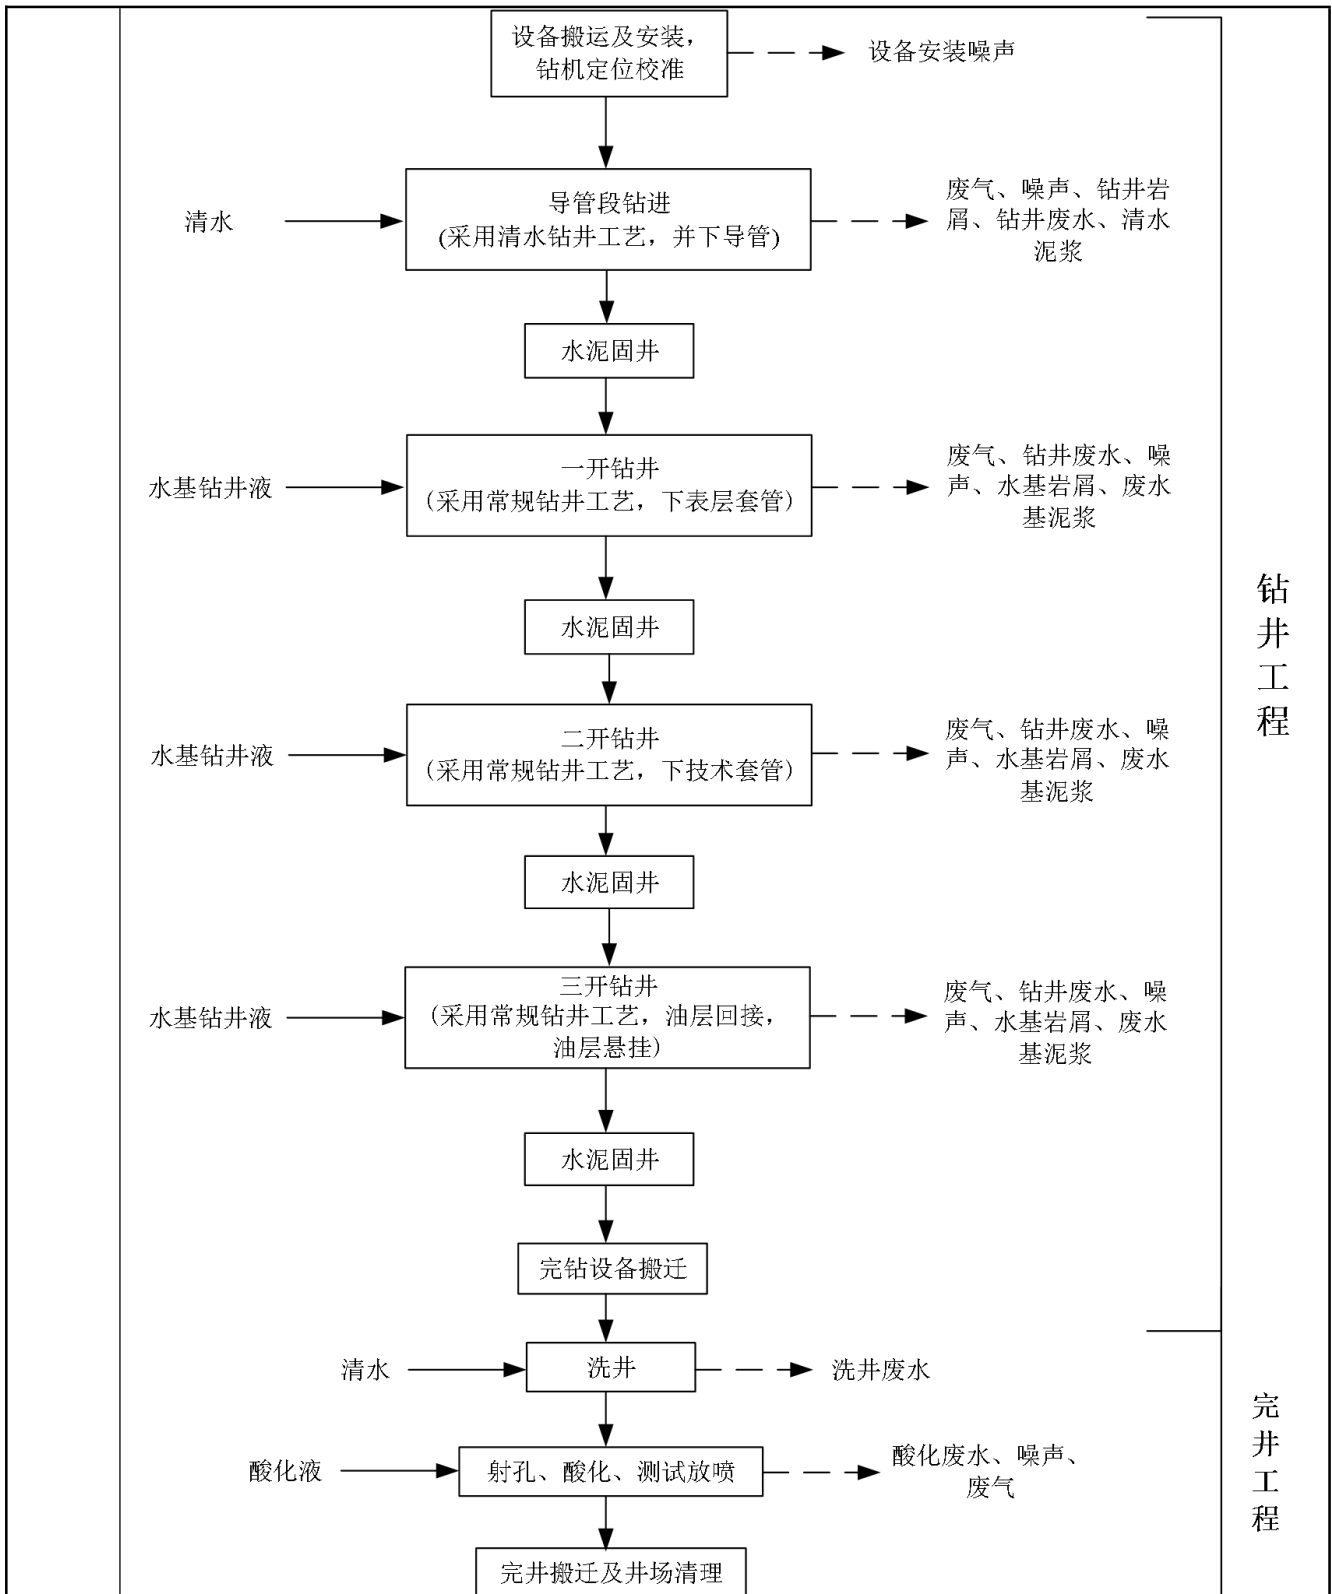 设备搬运及安装，
钻机定位校准
设备安装噪声
清水
导管段钻进
(采用清水钻井工艺，并下导管)
废气、噪声、钻井岩
屑、钻井废水、清水
泥浆
水泥固井
水基钻井液
一开钻井
(采用常规钻井工艺，下表层套管)
废气、钻井废水、噪
声、水基岩屑、废水
基泥浆
水泥固井
水基钻井液
二开钻井
(采用常规钻井工艺，下技术套管)
废气、钻井废水、噪
声、水基岩屑、废水
基泥浆
水泥固井
水基钻井液
三开钻井
(采用常规钻井工艺，油层回接，
油层悬挂)
废气、钻井废水、噪
声、水基岩屑、废水
基泥浆
水泥固井
完钻设备搬迁
钻井工程
清水
洗井
洗井废水
酸化液
射孔、酸化、测试放喷
酸化废水、噪声、
废气
完井搬迁及井场清理
完井工程